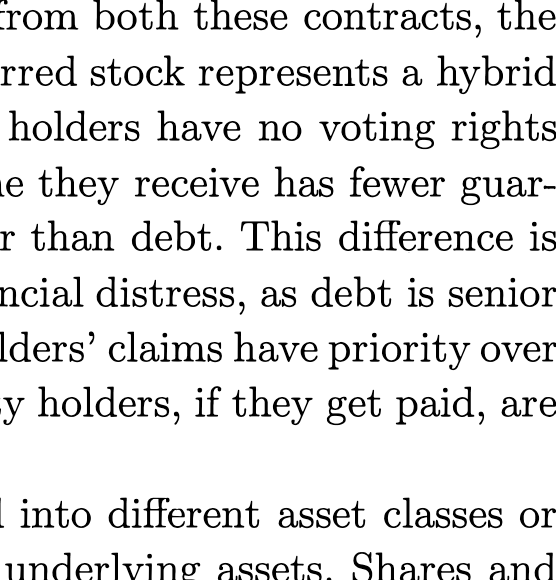 from both these contracts, the
rred stock represents a hybrid
holders have no voting rights
e they receive has fewer guar-
r than debt. This difference is
ncial distress, as debt is senior
lders’ claims have priority over
y holders, if they get paid, are
into different asset classes or
underlying assets. Shares and